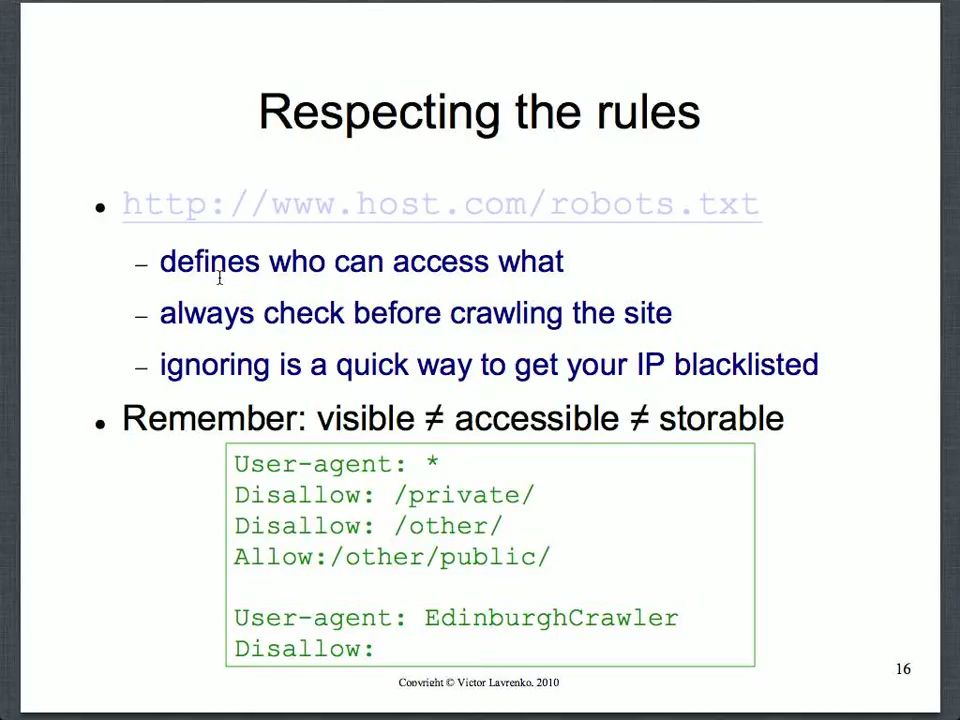 Respecting the rules
• http://www.host.com/robots.txt
– defines who can access what
– always check before crawling the site
– ignoring is a quick way to get your IP blacklisted
• Remember: visible ≠ accessible ≠ storable
User-agent: *
Disallow: /private/
Disallow: /other/
Allow:/other/public/
User-agent: EdinburghCrawler
Disallow:
16
Copyright © Victor Lavrenko, 2010